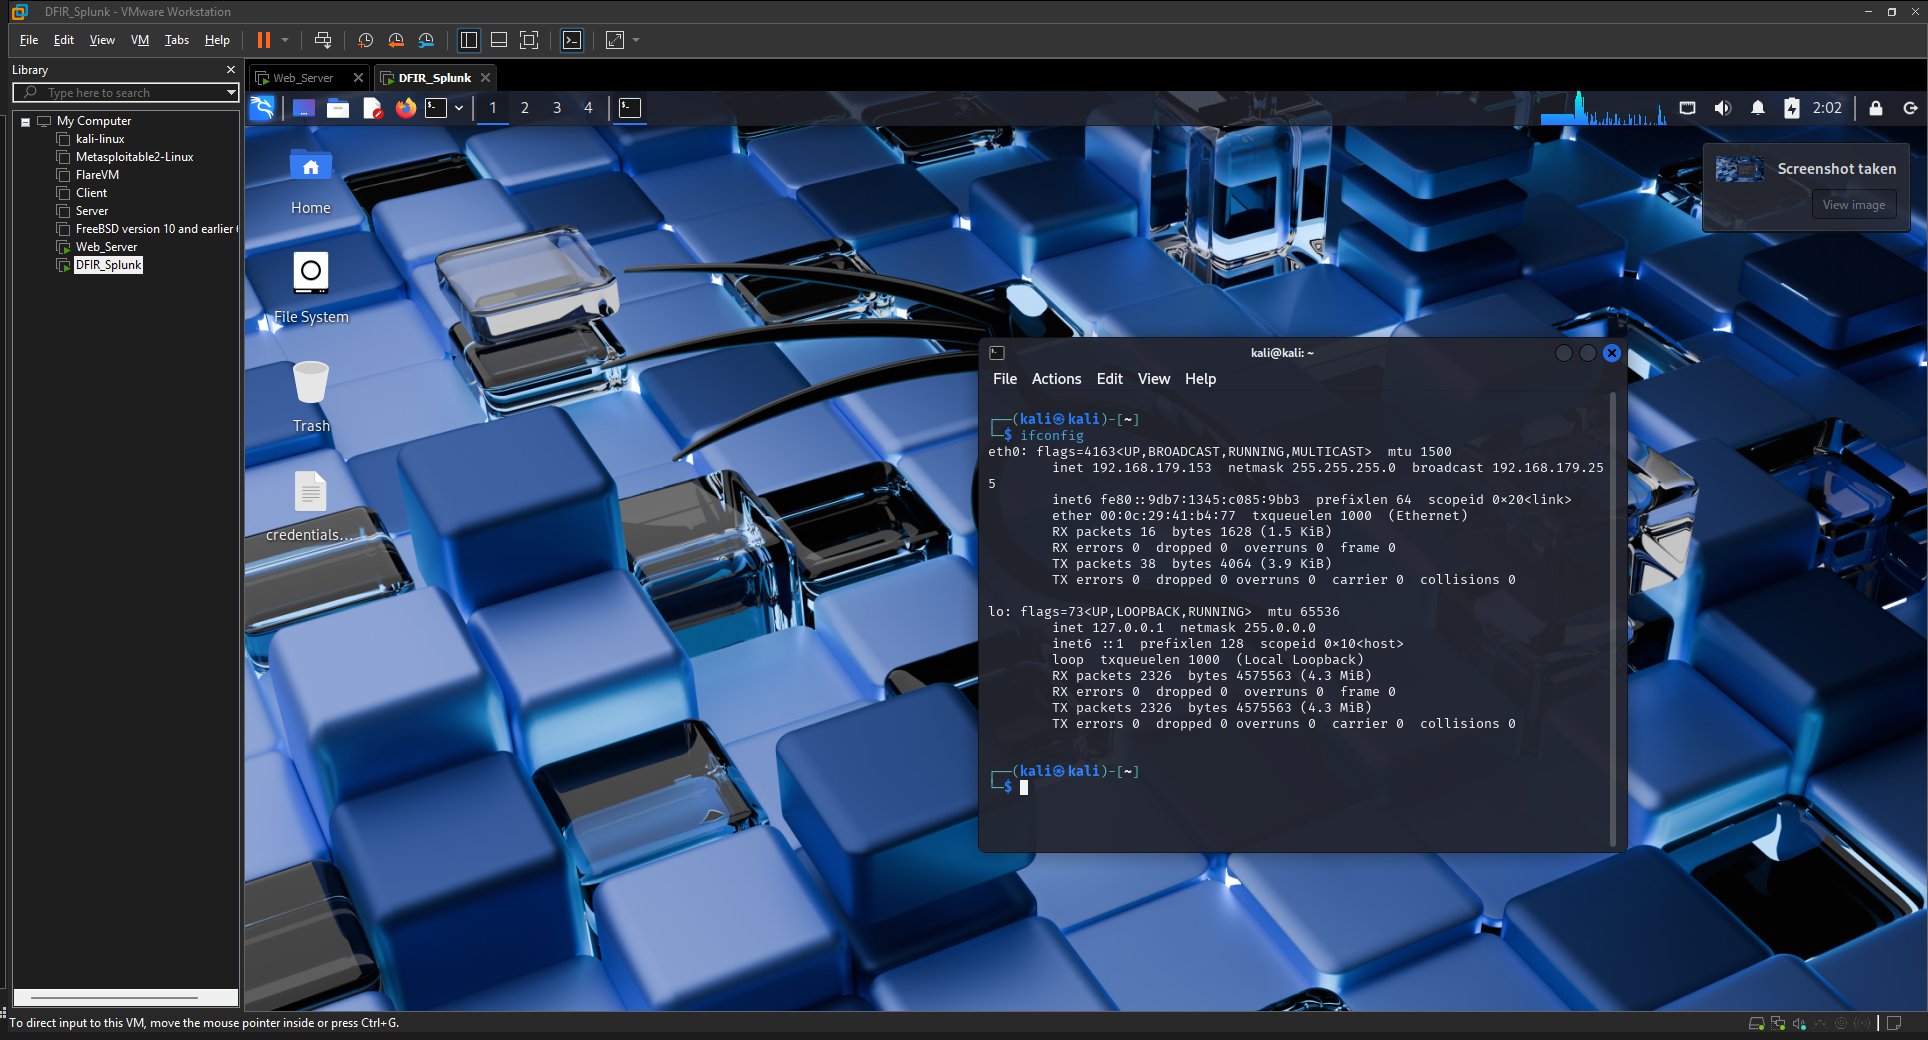 DFIR_Splunk - VMware Workstation
File Edit View VM Tabs Help
Library
Type here to search
My Computer
kali-linux
Metasploitable2-Linux
FlareVM
Client
Server
FreeBSD version 10 and earlier
Web_Server
DFIR_Splunk
Web_Server
DFIR_Splunk
1 2 3 4
2:02
Screenshot taken
View image
Home
File System
Trash
credentials...
kali@kali: ~
File Actions Edit View Help
┌──(kali㉿kali)-[~]
└─$ ifconfig
eth0: flags=4163<UP,BROADCAST,RUNNING,MULTICAST>  mtu 1500
inet 192.168.179.153  netmask 255.255.255.0  broadcast 192.168.179.25
5
inet6 fe80::9db7:1345:c085:9bb3  prefixlen 64  scopeid 0×20<link>
ether 00:0c:29:41:b4:77  txqueuelen 1000  (Ethernet)
RX packets 16  bytes 1628 (1.5 KiB)
RX errors 0  dropped 0  overruns 0  frame 0
TX packets 38  bytes 4064 (3.9 KiB)
TX errors 0  dropped 0 overruns 0  carrier 0  collisions 0
lo: flags=73<UP,LOOPBACK,RUNNING>  mtu 65536
inet 127.0.0.1  netmask 255.0.0.0
inet6 ::1  prefixlen 128  scopeid 0×10<host>
loop  txqueuelen 1000  (Local Loopback)
RX packets 2326  bytes 4575563 (4.3 MiB)
RX errors 0  dropped 0  overruns 0  frame 0
TX packets 2326  bytes 4575563 (4.3 MiB)
TX errors 0  dropped 0 overruns 0  carrier 0  collisions 0
┌──(kali㉿kali)-[~]
└─$
To direct input to this VM, move the mouse pointer inside or press Ctrl+G.